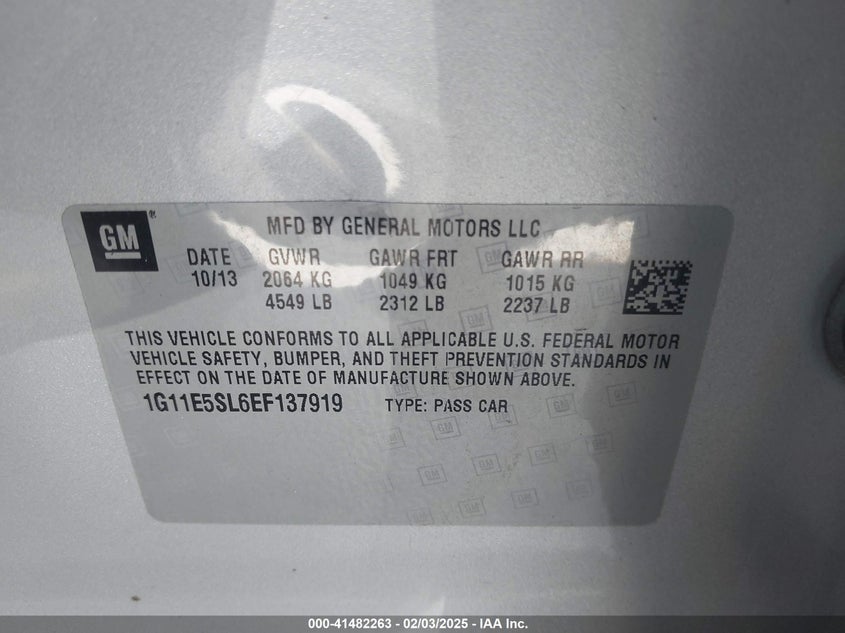 GM
MFD BY GENERAL MOTORS LLC
DATE GVWR GAWR FRT GAWR RR
10/13 2064 KG 1049 KG 1015 KG
4549 LB 2312 LB 2237 LB
THIS VEHICLE CONFORMS TO ALL APPLICABLE U.S. FEDERAL MOTOR
VEHICLE SAFETY, BUMPER, AND THEFT PREVENTION STANDARDS IN
EFFECT ON THE DATE OF MANUFACTURE SHOWN ABOVE.
1G11E5SL6EF137919 TYPE: PASS CAR
000-41482263 - 02/03/2025 - IAA Inc.